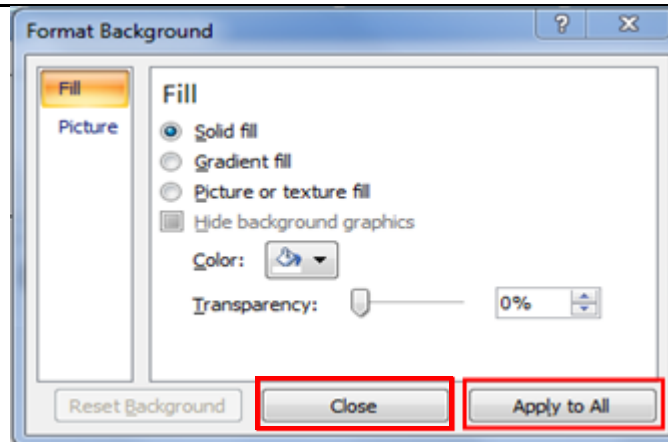 Format Background
Fill
Picture
Fill
Solid fill
Gradient fill
Picture or texture fill
Hide background graphics
Color:
Transparency: 0%
Reset Background Close Apply to All